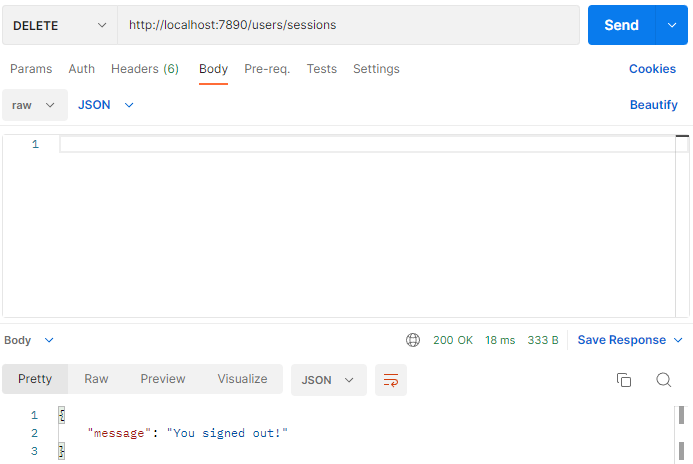 DELETE http://localhost:7890/users/sessions Send
Params Auth Headers (6) Body Pre-req. Tests Settings Cookies
raw JSON Beautify
1
Body 200 OK 18 ms 333 B Save Response
Pretty Raw Preview Visualize JSON
1 {
2 "message": "You signed out!"
3 }